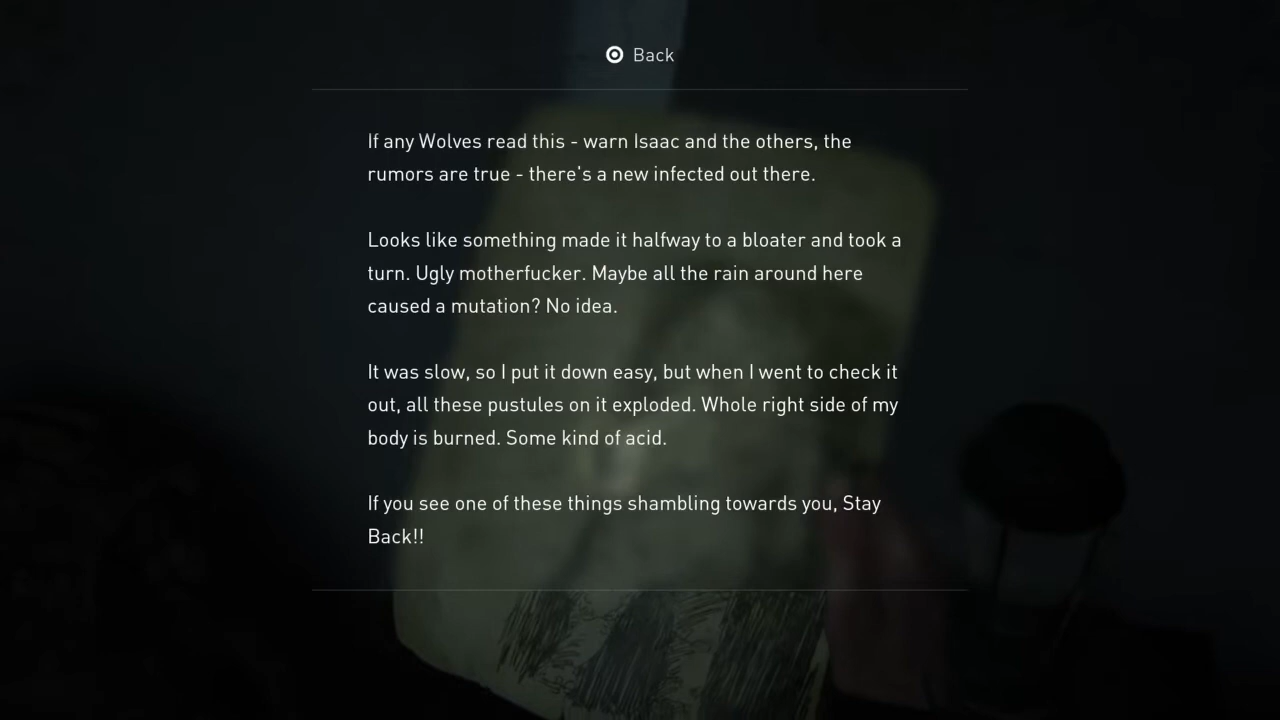 Back
If any Wolves read this - warn Isaac and the others, the
rumors are true - there's a new infected out there.
Looks like something made it halfway to a bloater and took a
turn. Ugly motherfucker. Maybe all the rain around here
caused a mutation? No idea.
It was slow, so I put it down easy, but when I went to check it
out, all these pustules on it exploded. Whole right side of my
body is burned. Some kind of acid.
If you see one of these things shambling towards you, Stay
Back!!